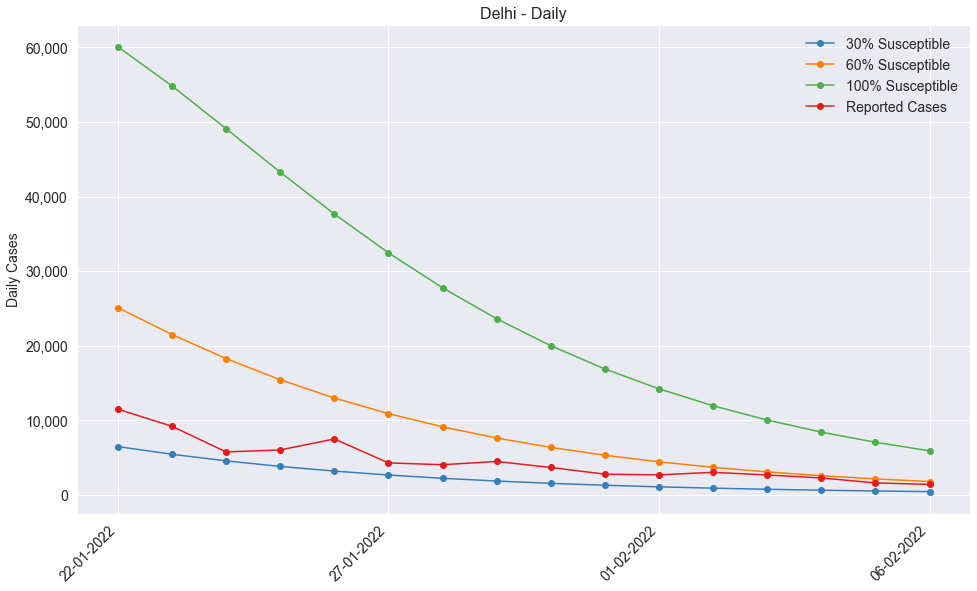 Delhi - Daily
30% Susceptible
60% Susceptible
100% Susceptible
Reported Cases
Daily Cases
60,000
50,000
40,000
30,000
20,000
10,000
0
22-01-2022
27-01-2022
01-02-2022
06-02-2022